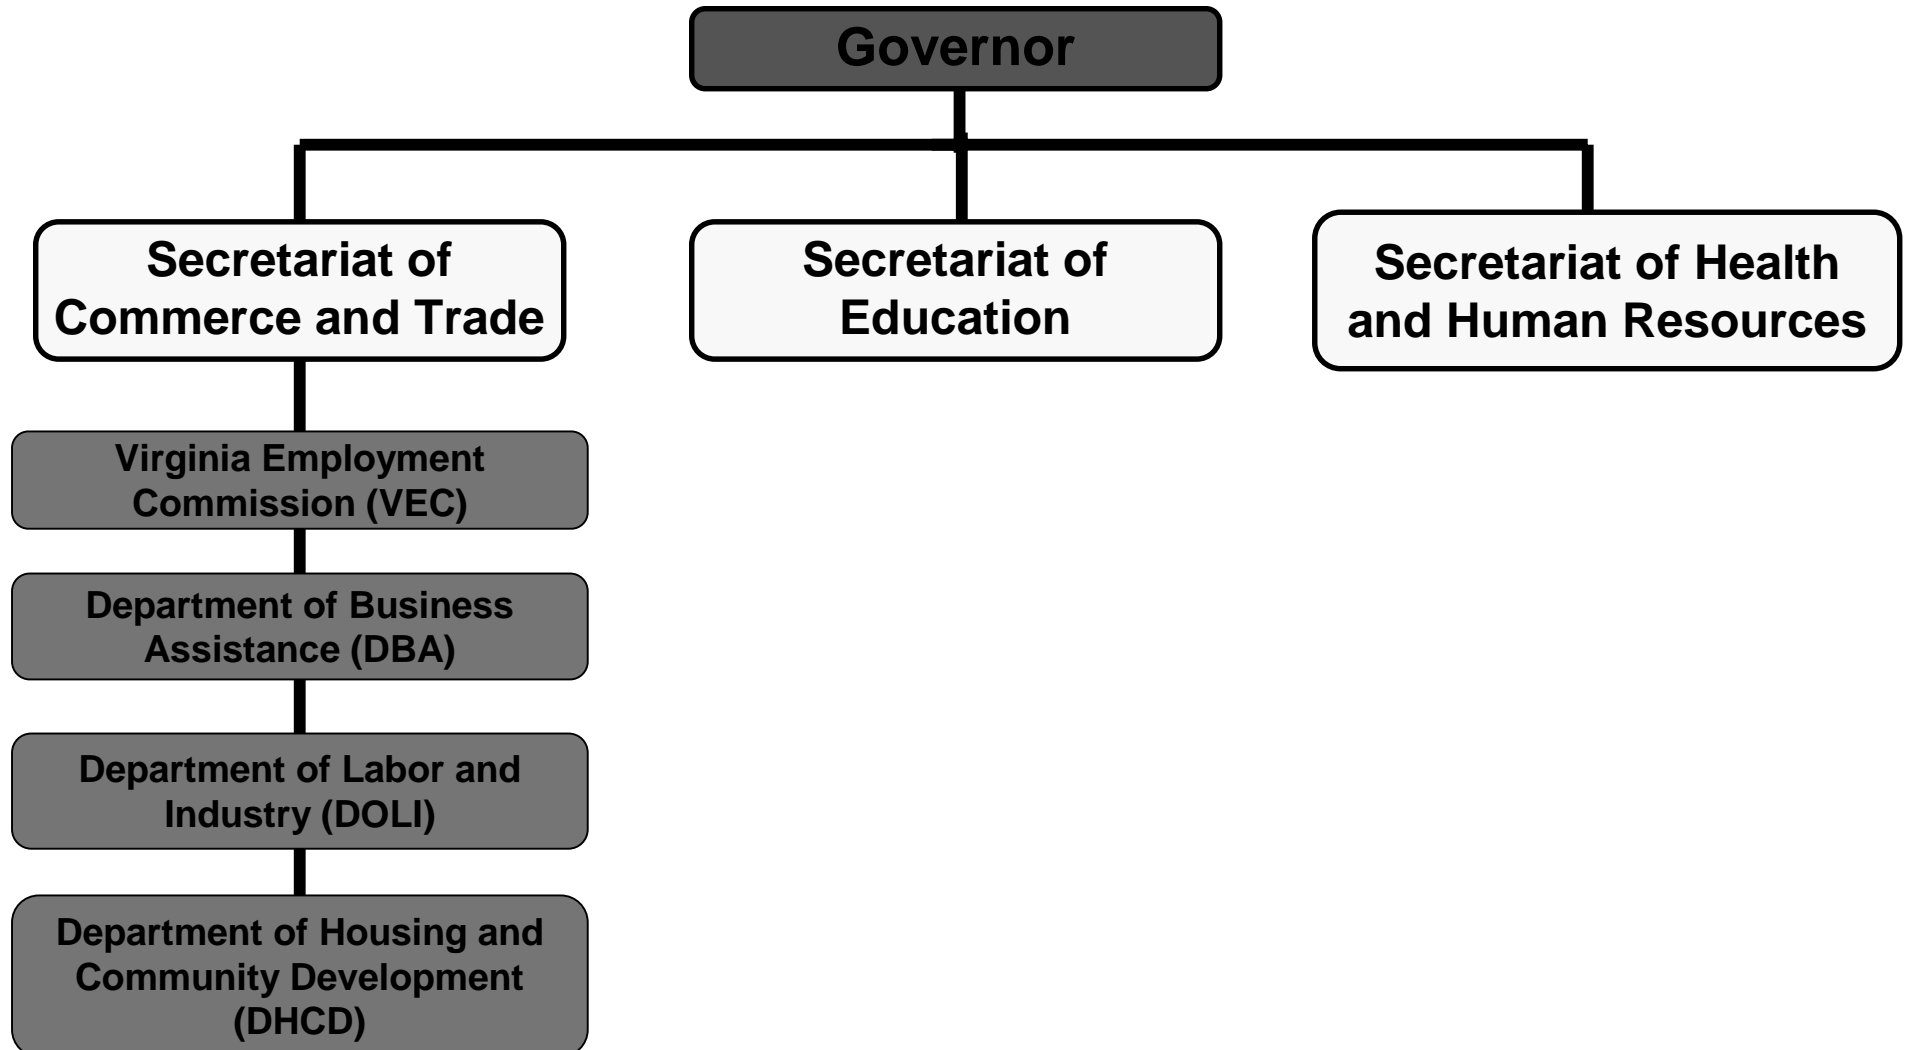 Governor
Secretariat of
Commerce and Trade
Secretariat of
Education
Secretariat of Health
and Human Resources
Virginia Employment
Commission (VEC)
Department of Business
Assistance (DBA)
Department of Labor and
Industry (DOLI)
Department of Housing and
Community Development
(DHCD)